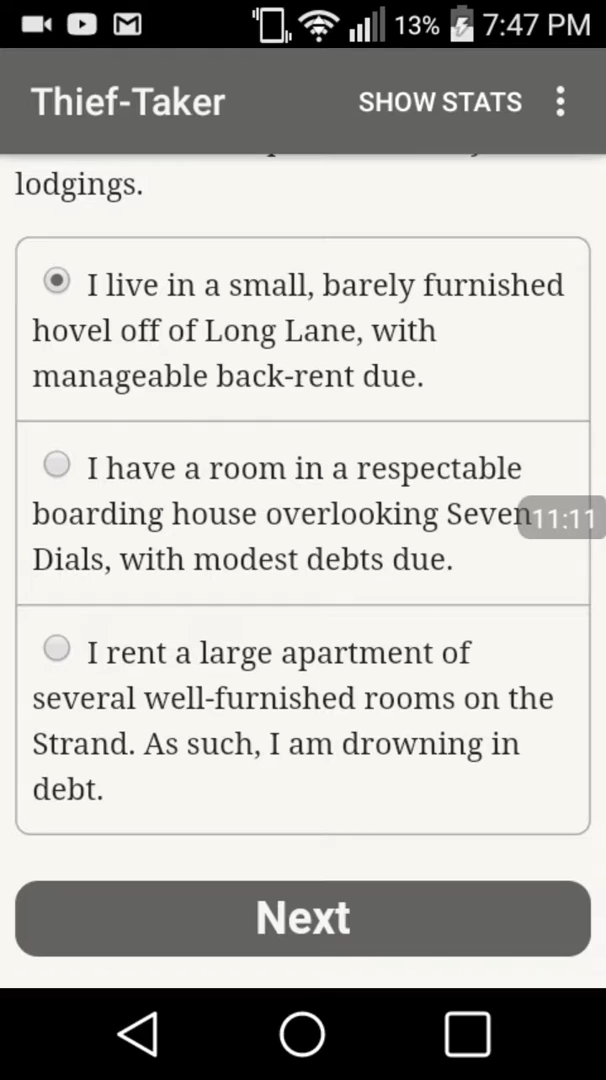 13% 7:47 PM
Thief-Taker SHOW STATS
lodgings.
I live in a small, barely furnished
hovel off of Long Lane, with
manageable back-rent due.
I have a room in a respectable
boarding house overlooking Seven
11:11
Dials, with modest debts due.
I rent a large apartment of
several well-furnished rooms on the
Strand. As such, I am drowning in
debt.
Next